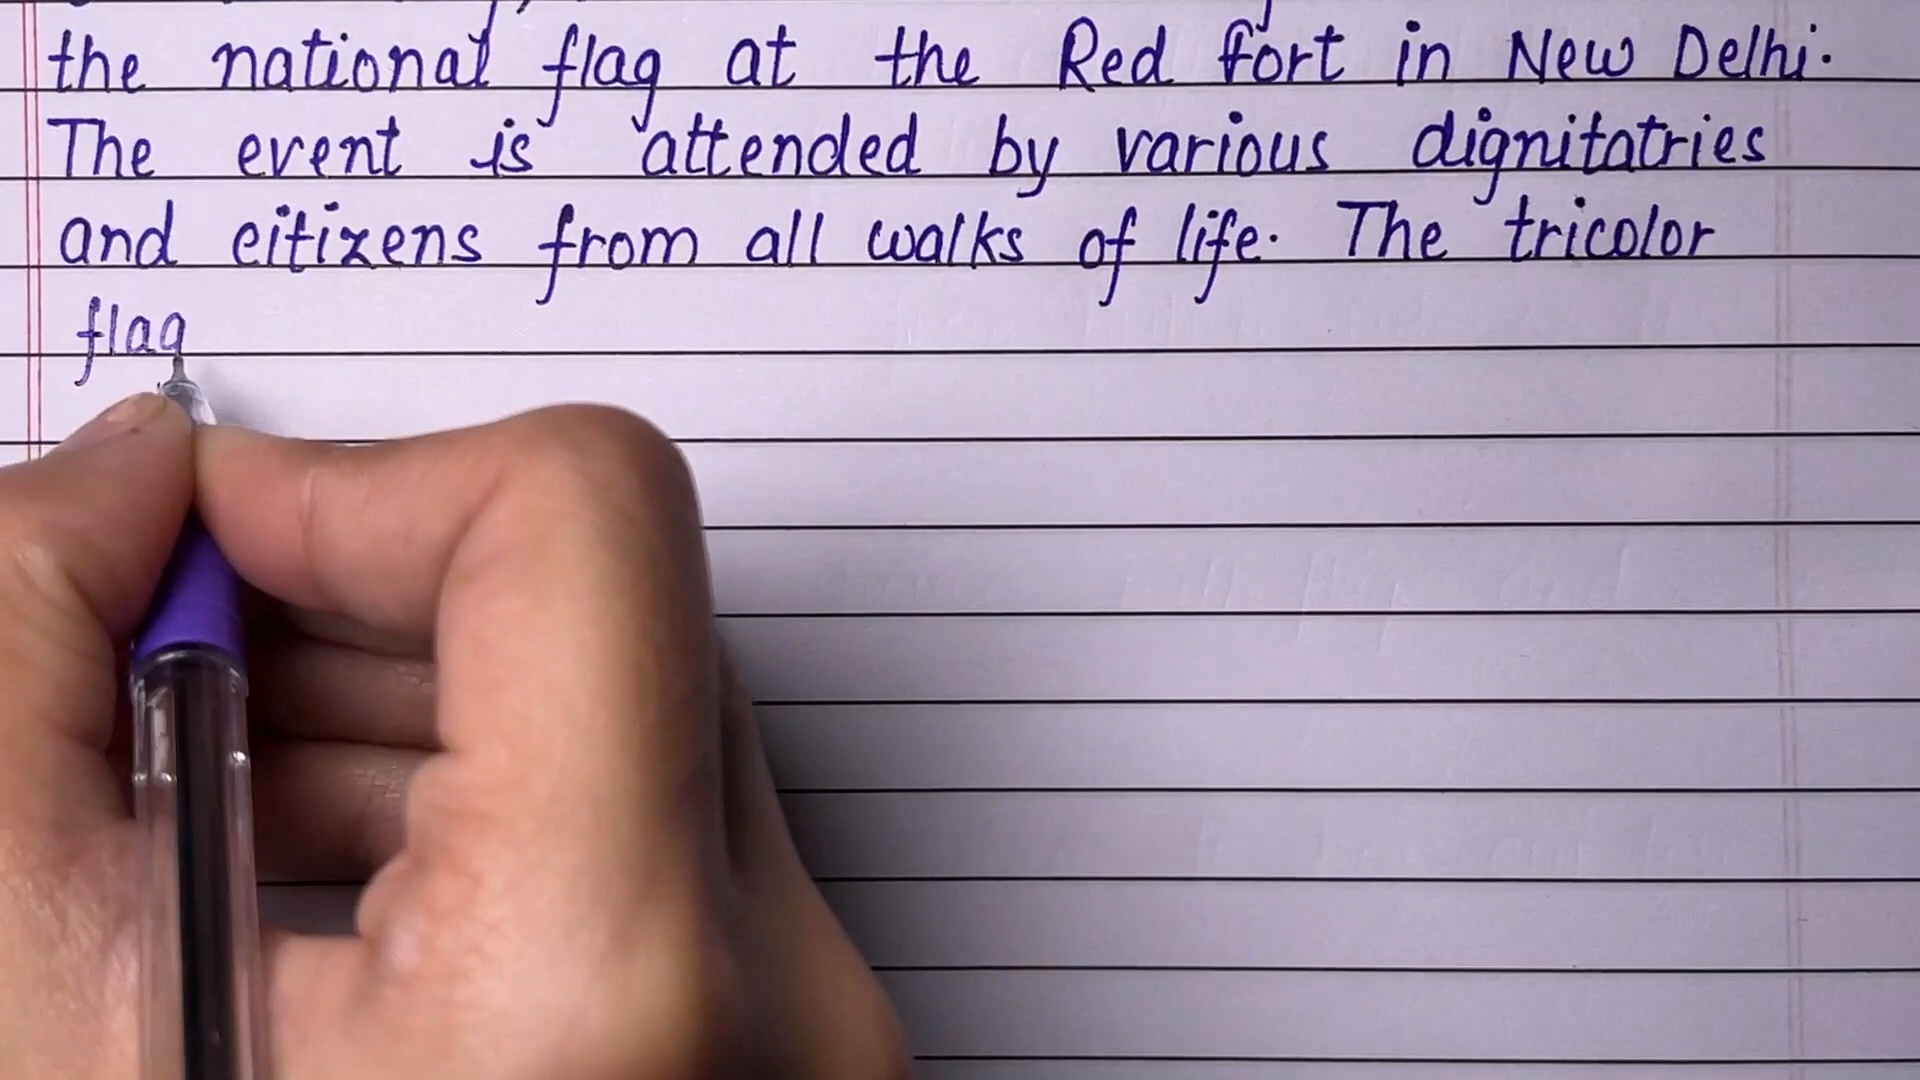 the national flag at the Red fort in New Delhi.
The event is attended by various dignitatries
and eitizens from all walks of life. The tricolor
flag